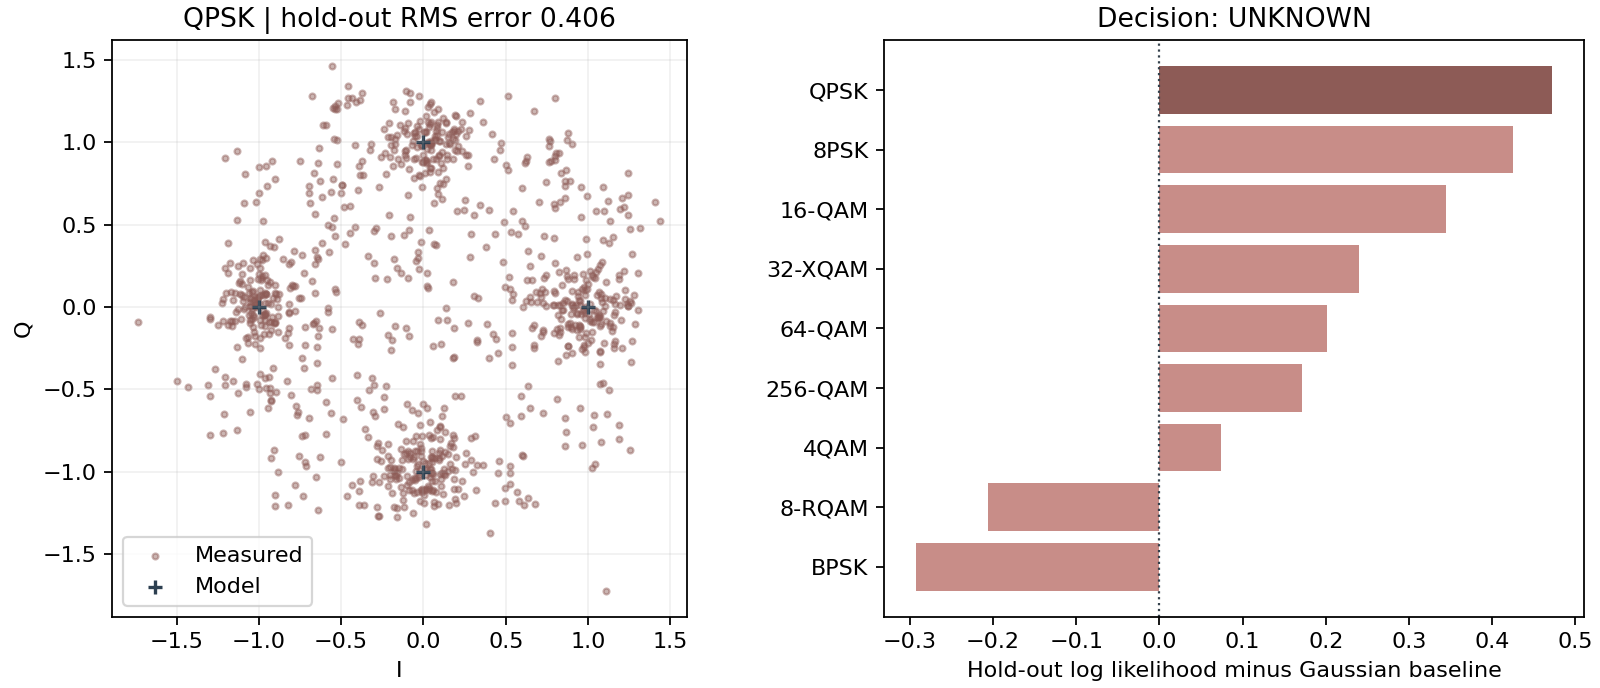 QPSK | hold-out RMS error 0.406
1.5
1.0
0.5
0.0
−0.5
−1.0
−1.5
Q
Measured
Model
−1.5
−1.0
−0.5
0.0
0.5
1.0
1.5
I
Decision: UNKNOWN
QPSK
8PSK
16-QAM
32-XQAM
64-QAM
256-QAM
4QAM
8-RQAM
BPSK
−0.3
−0.2
−0.1
0.0
0.1
0.2
0.3
0.4
0.5
Hold-out log likelihood minus Gaussian baseline